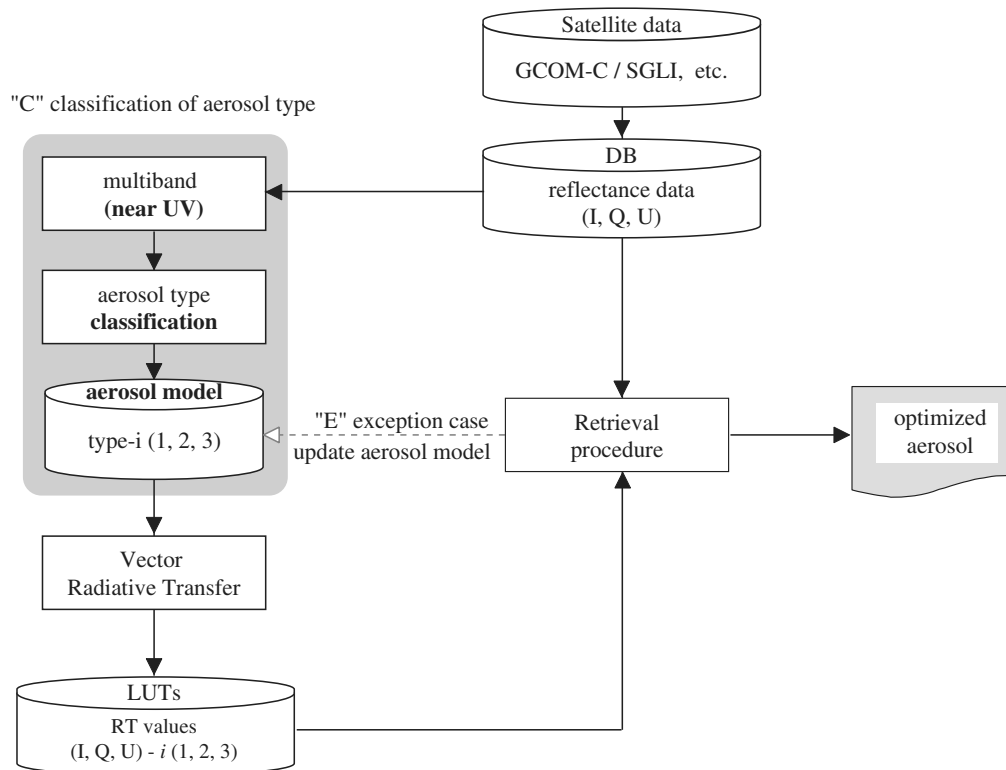 Satellite data
GCOM-C / SGLI, etc.
"C" classification of aerosol type
DB
reflectance data
(I, Q, U)
multiband
(near UV)
aerosol type
classification
aerosol model
type-i (1, 2, 3)
"E" exception case
update aerosol model
Retrieval
procedure
optimized
aerosol
Vector
Radiative Transfer
LUTs
RT values
(I, Q, U) - i (1, 2, 3)